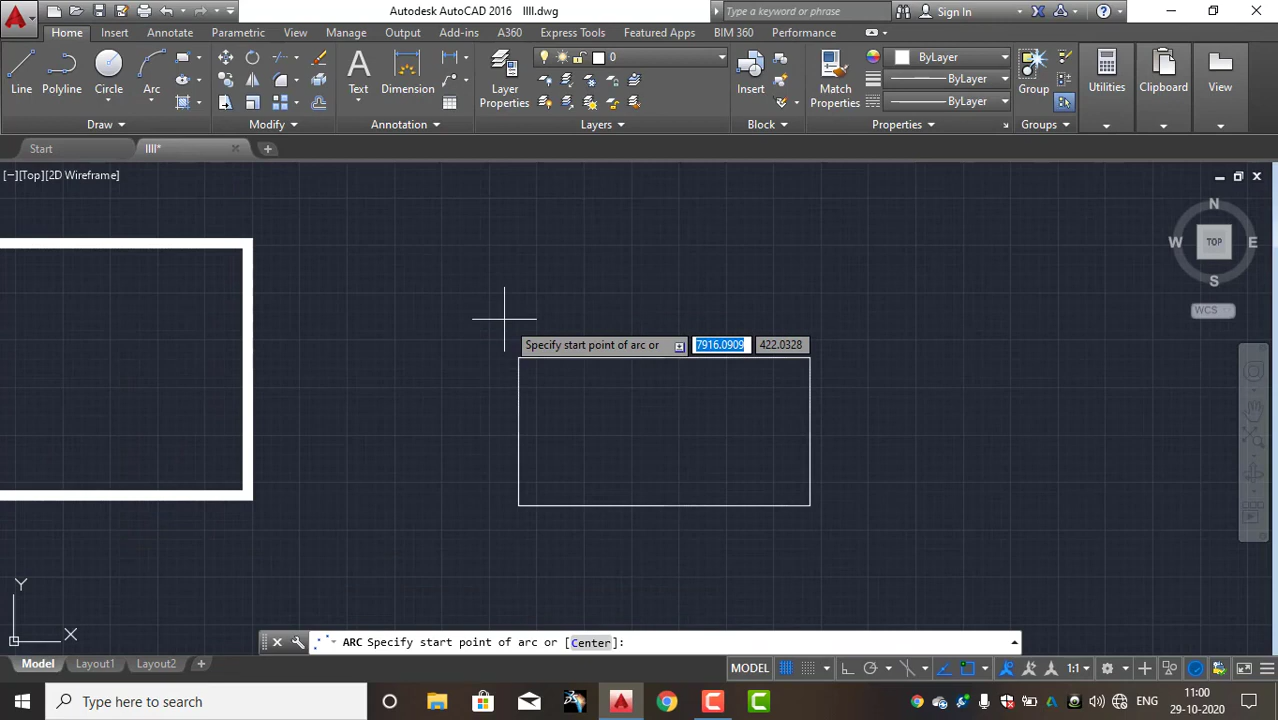 Autodesk AutoCAD 2016 IIII.dwg
Type a keyword or phrase
Sign In
Home Insert Annotate Parametric View Manage Output Add-ins A360 Express Tools Featured Apps BIM 360 Performance
Line Polyline Circle Arc
Text Dimension
Layer Properties
0
Insert
Match Properties
ByLayer
ByLayer
ByLayer
Group
Utilities
Clipboard
View
Draw Modify Annotation Layers Block Properties Groups
Start IIII*
[−][Top][2D Wireframe]
N
W TOP E
S
WCS
Specify start point of arc or 7916.0909 422.0328
Y
X
ARC Specify start point of arc or [Center]:
Model Layout1 Layout2
MODEL 1:1
Type here to search
ENG
11:00
29-10-2020